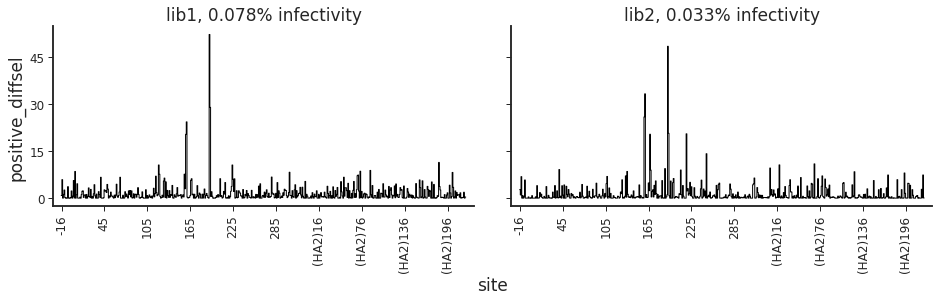 lib1, 0.078% infectivity
lib2, 0.033% infectivity
positive_diffsel
45
30
15
0
-16
45
105
165
225
285
(HA2)16
(HA2)76
(HA2)136
(HA2)196
-16
45
105
165
225
285
(HA2)16
(HA2)76
(HA2)136
(HA2)196
site